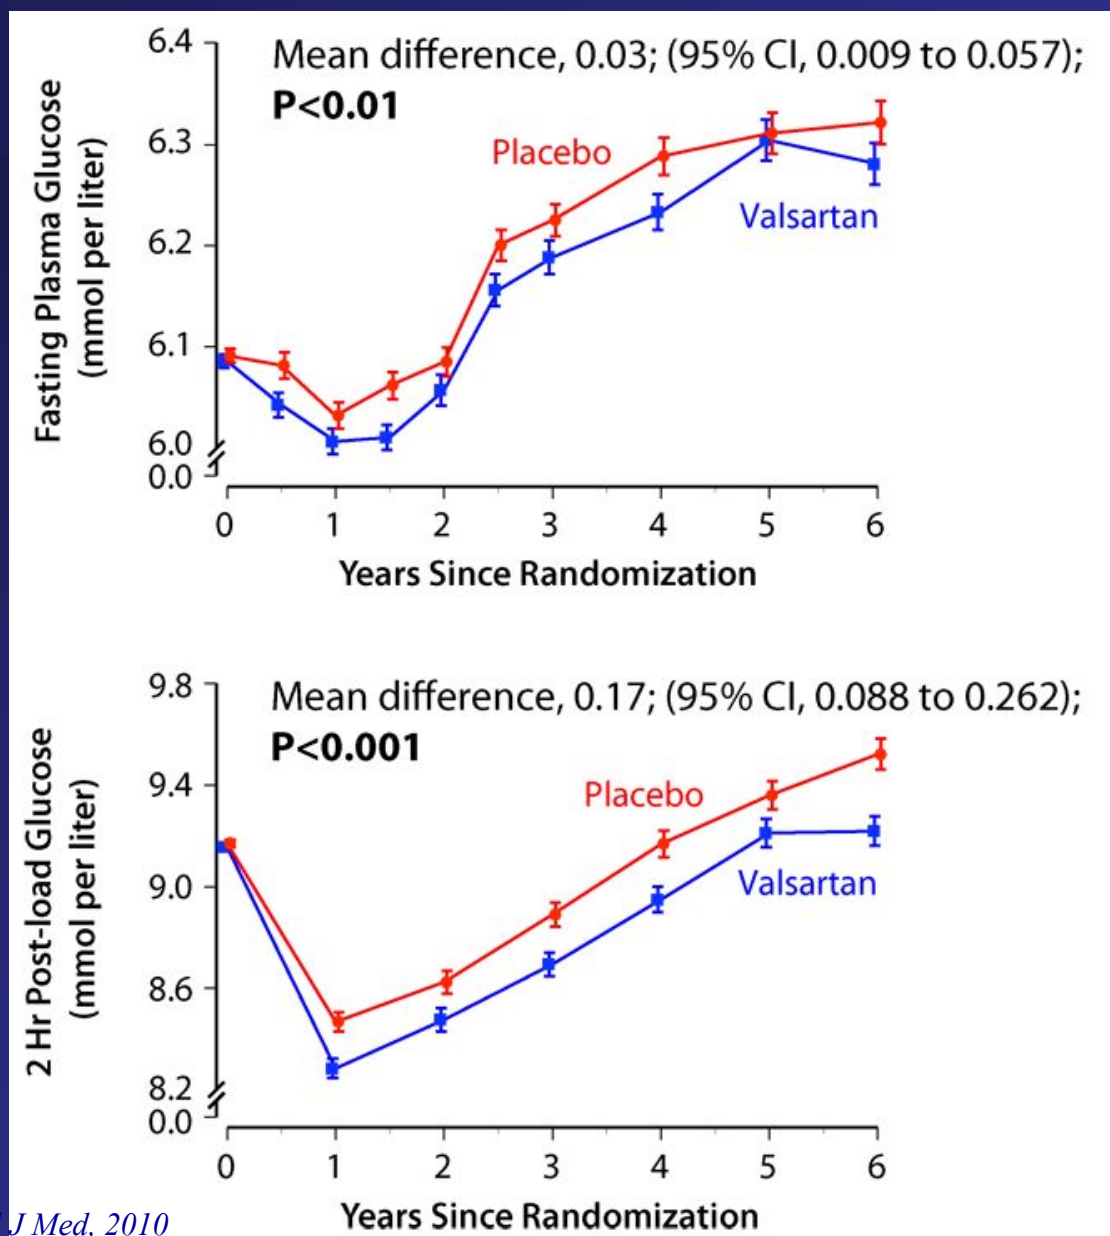 Mean difference, 0.03; (95% CI, 0.009 to 0.057);
P<0.01
Fasting Plasma Glucose
(mmol per liter)
6.4
6.3
6.2
6.1
6.0
0.0
Placebo
Valsartan
0 1 2 3 4 5 6
Years Since Randomization
Mean difference, 0.17; (95% CI, 0.088 to 0.262);
P<0.001
2 Hr Post-load Glucose
(mmol per liter)
9.8
9.4
9.0
8.6
8.2
0.0
Placebo
Valsartan
0 1 2 3 4 5 6
Years Since Randomization
J Med, 2010